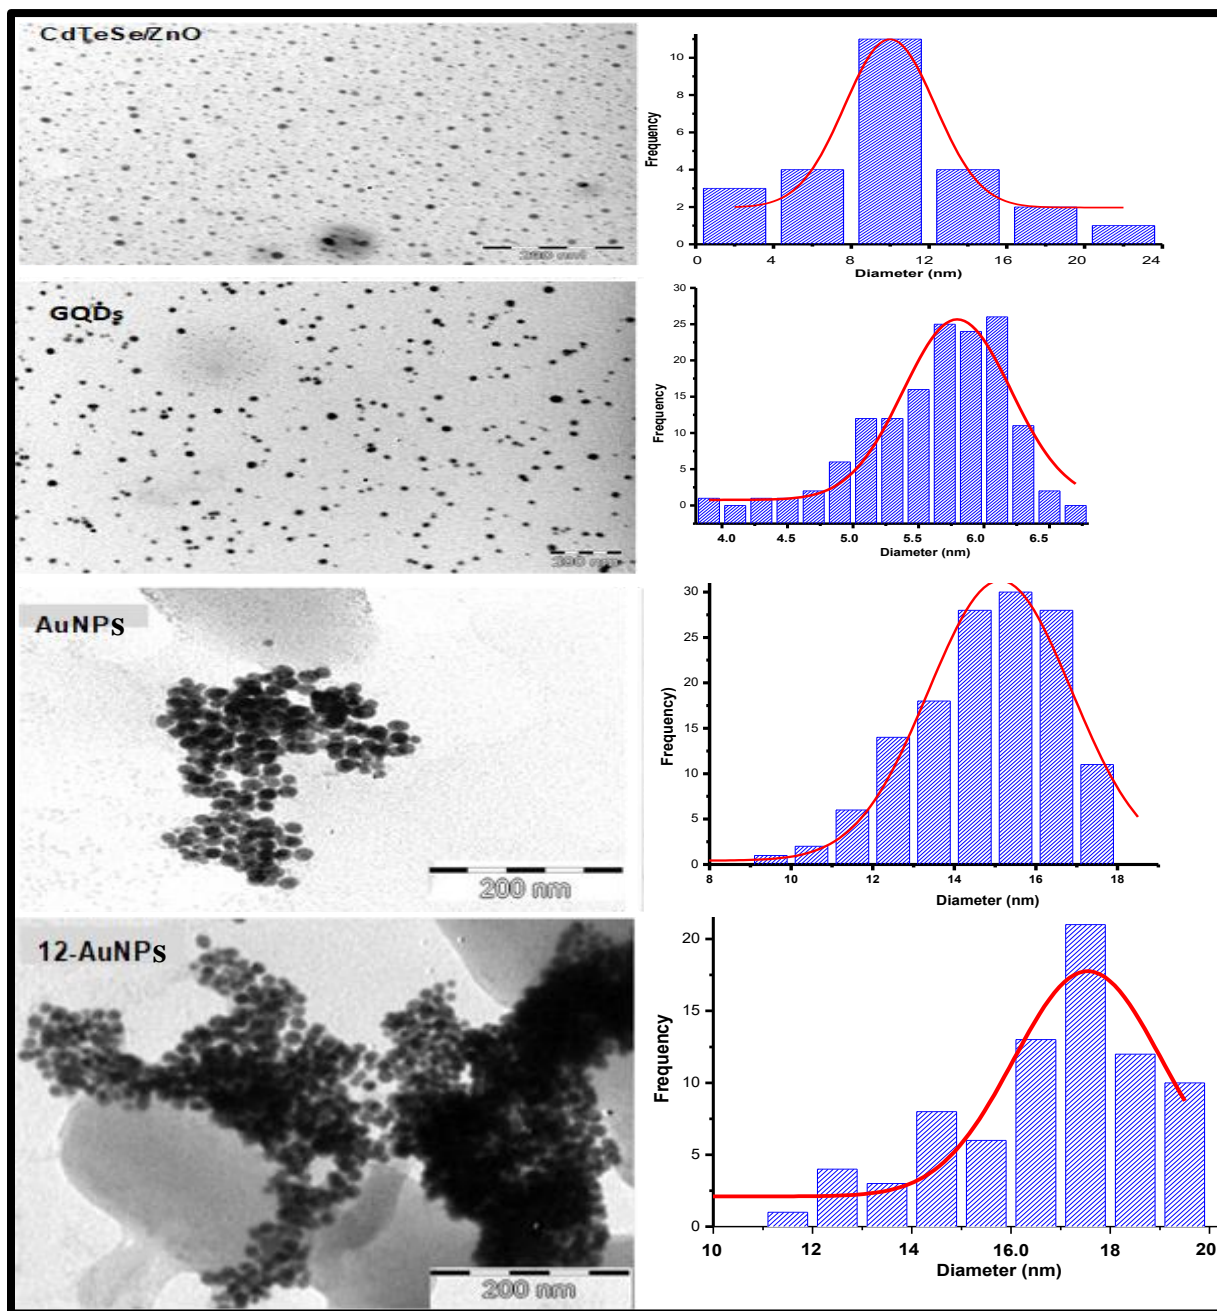 CdTeSe/ZnO
200 nm
Frequency
10
8
6
4
2
0
0 4 8 12 16 20 24
Diameter (nm)
GQDs
200 nm
Frequency
30
25
20
15
10
5
0
4.0 4.5 5.0 5.5 6.0 6.5
Diameter (nm)
AuNPs
200 nm
Frequency)
30
25
20
15
10
5
0
8 10 12 14 16 18
Diameter (nm)
12-AuNPs
200 nm
Frequency
20
15
10
5
0
10 12 14 16.0 18 20
Diameter (nm)